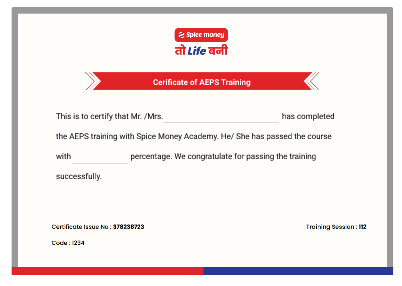 Spice money
तो Life बनी
Cerificate of AEPS Training
This is to certify that Mr. /Mrs. has completed
the AEPS training with Spice Money Academy. He/ She has passed the course
with percentage. We congratulate for passing the training
successfully.
Certificate Issue No : 378238723 Training Session : 112
Code : 1234